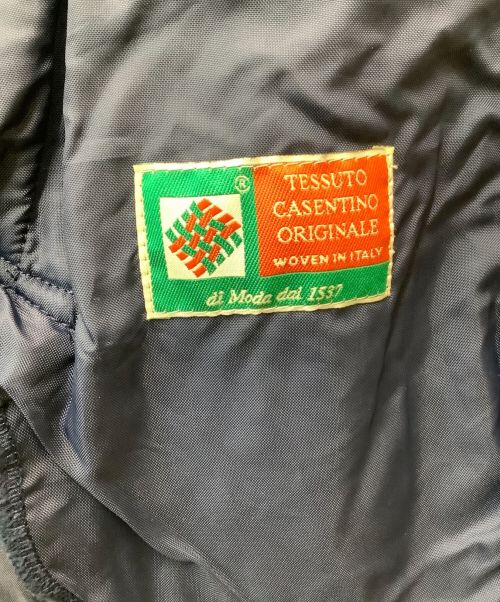 ®
TESSUTO
CASENTINO
ORIGINALE
WOVEN IN ITALY
di Moda dal 1537